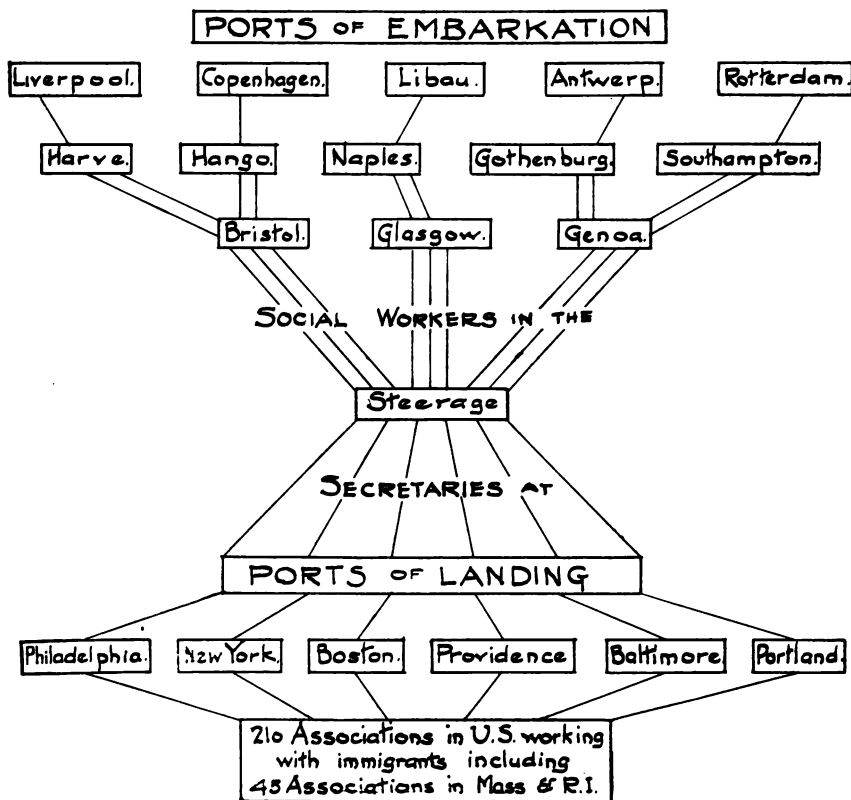 PORTS OF EMBARKATION
Liverpool. Copenhagen. Libau. Antwerp. Rotterdam.
Harve. Hango. Naples. Gothenburg. Southampton.
Bristol. Glasgow. Genoa.
SOCIAL WORKERS IN THE
Steerage
SECRETARIES AT
PORTS OF LANDING
Philadelphia. New York. Boston. Providence Baltimore. Portland.
210 Associations in U.S. working
with immigrants including
45 Associations in Mass & R.I.